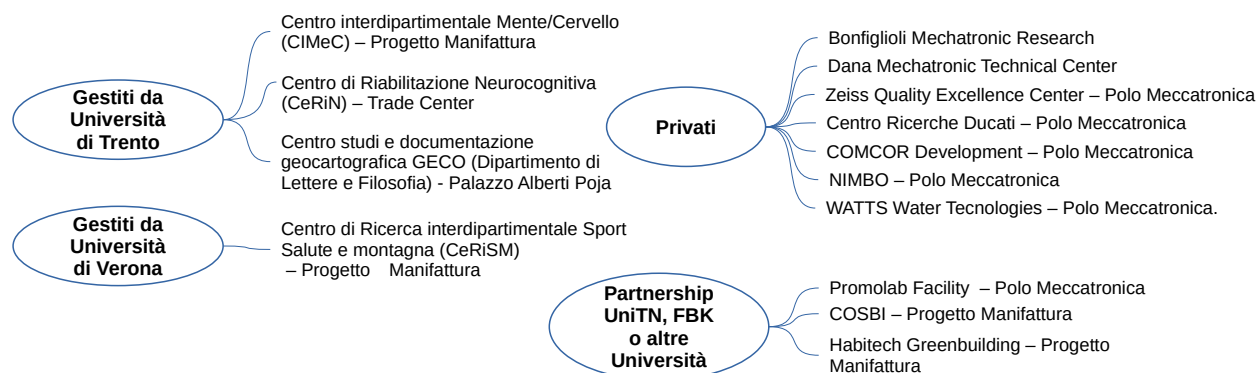 Gestiti da
Università
di Trento
Centro interdipartimentale Mente/Cervello
(CIMeC) – Progetto Manifattura
Centro di Riabilitazione Neurocognitiva
(CeRiN) – Trade Center
Centro studi e documentazione
geocartografica GECO (Dipartimento di
Lettere e Filosofia) - Palazzo Alberti Poja
Gestiti da
Università
di Verona
Centro di Ricerca interdipartimentale Sport
Salute e montagna (CeRiSM)
– Progetto Manifattura
Privati
Bonfiglioli Mechatronic Research
Dana Mechatronic Technical Center
Zeiss Quality Excellence Center – Polo Meccatronica
Centro Ricerche Ducati – Polo Meccatronica
COMCOR Development – Polo Meccatronica
NIMBO – Polo Meccatronica
WATTS Water Tecnologies – Polo Meccatronica.
Partnership
UniTN, FBK
o altre
Università
Promolab Facility – Polo Meccatronica
COSBI – Progetto Manifattura
Habitech Greenbuilding – Progetto
Manifattura